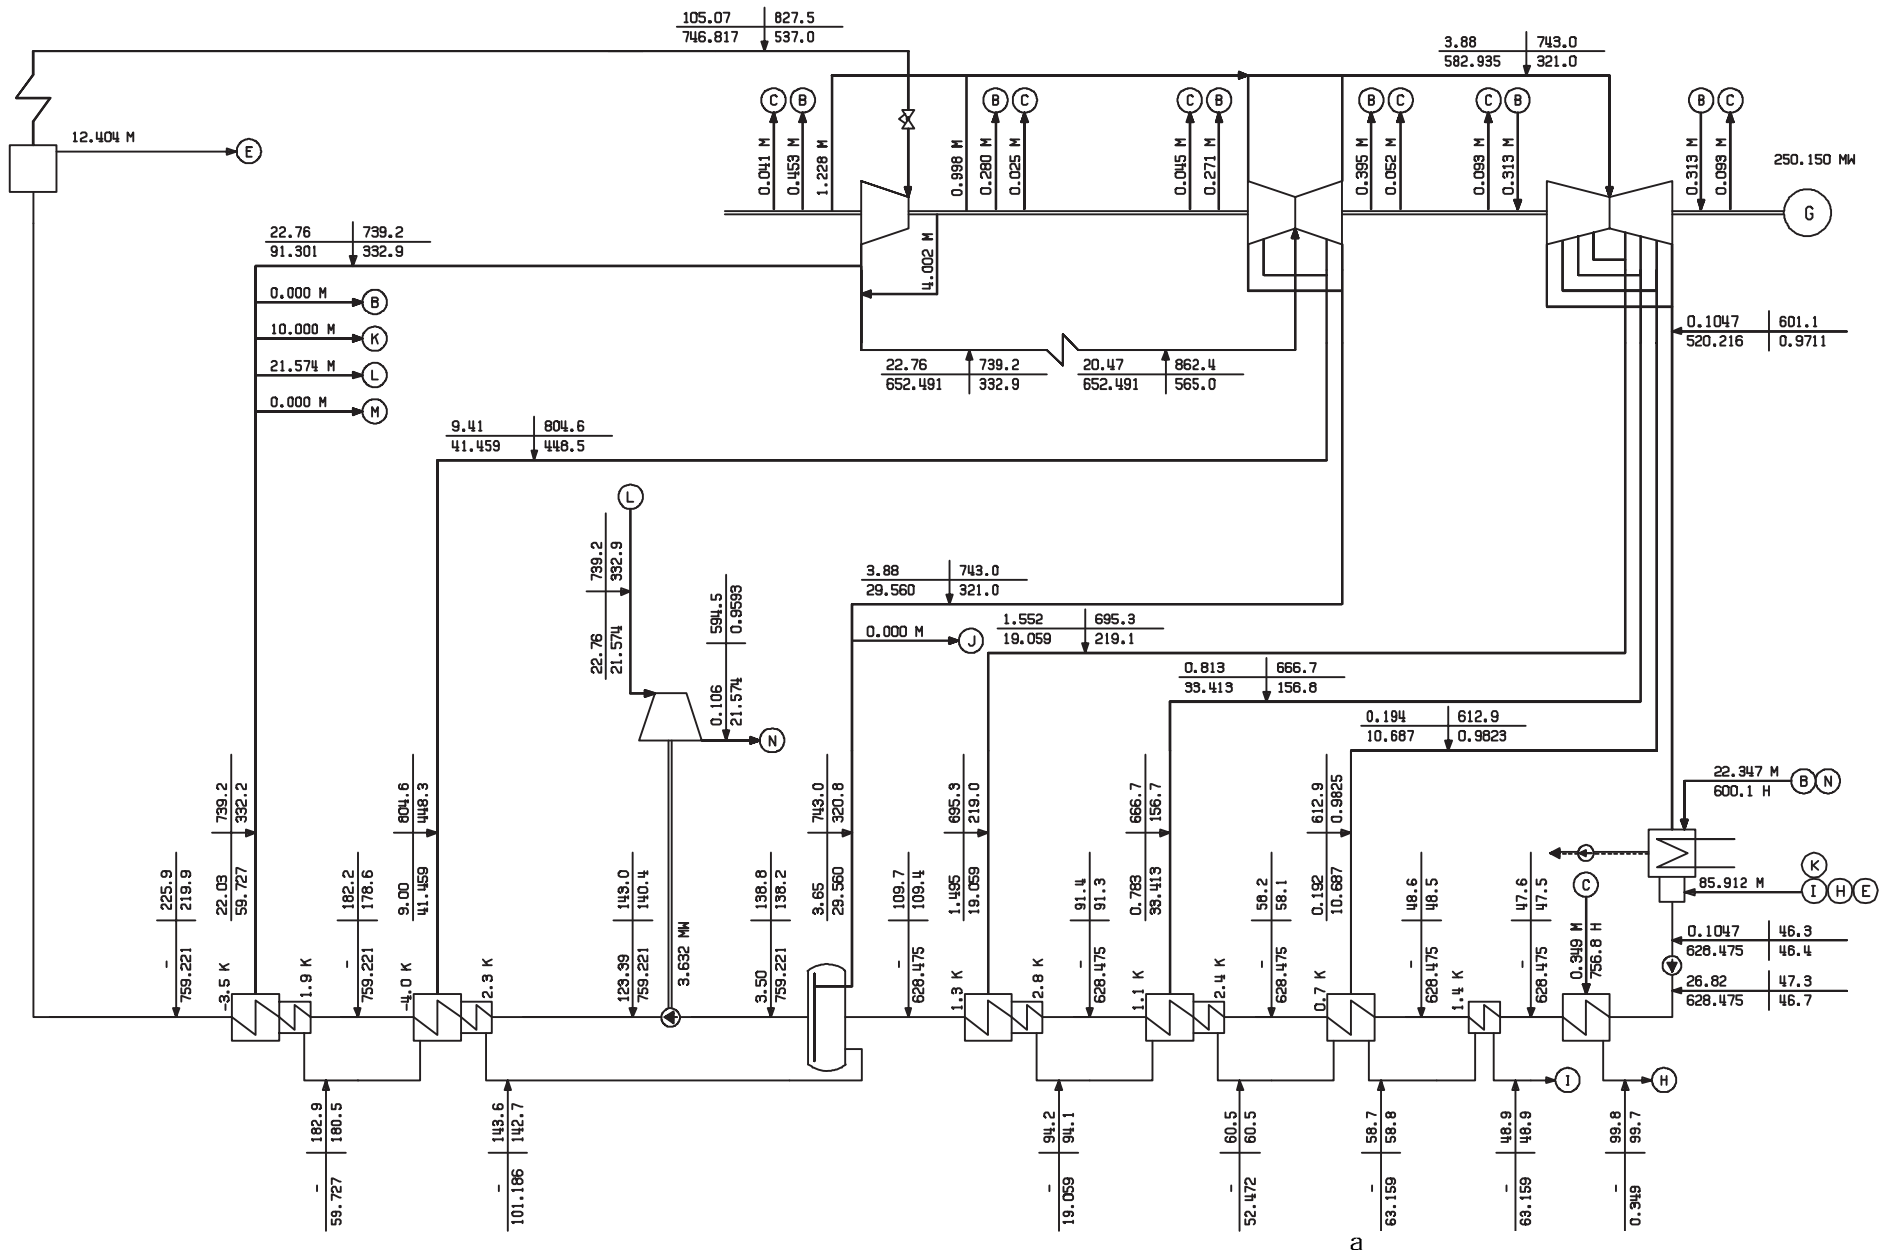 105.07 827.5
746.817 537.0
3.88 743.0
582.935 321.0
12.404 M
E
C B
B C
C B
B C
C B
B C
0.041 M
0.453 M
1.228 M
0.998 M
0.280 M
0.025 M
0.045 M
0.271 M
0.395 M
0.052 M
0.093 M
0.313 M
0.313 M
0.093 M
250.150 MW
G
22.76 739.2
91.301 332.9
4.002 M
0.000 M B
10.000 M K
21.574 M L
0.000 M M
0.1047 601.1
520.216 0.9711
22.76 739.2
652.491 332.9
20.47 862.4
652.491 565.0
9.41 804.6
41.459 448.5
L
739.2
332.9
22.76
21.574
594.5
0.9593
0.106
21.574
N
3.88 743.0
29.560 321.0
0.000 M J
1.552 695.3
19.059 219.1
0.813 666.7
33.413 156.8
0.194 612.9
10.687 0.9823
22.347 M
600.1 H
B N
K
85.912 M
I H E
C
0.349 M
756.8 H
0.1047 46.3
628.475 46.4
26.82 47.3
628.475 46.7
225.9
219.9
-
759.221
739.2
332.2
22.03
59.727
-3.5 K
1.9 K
182.2
178.6
-
759.221
804.6
448.3
9.00
41.459
-4.0 K
2.3 K
143.0
140.4
123.39
759.221
3.632 MW
138.8
138.2
3.50
759.221
743.0
320.8
3.65
29.560
109.7
109.4
-
628.475
695.3
219.0
1.495
19.059
1.3 K
2.8 K
91.4
91.3
-
628.475
666.7
156.7
0.783
33.413
1.1 K
2.4 K
58.2
58.1
-
628.475
612.9
0.9825
0.192
10.687
0.7 K
48.6
48.5
-
628.475
1.4 K
47.6
47.5
-
628.475
I
H
182.9
180.5
-
59.727
143.6
142.7
-
101.186
94.2
94.1
-
19.059
60.5
60.5
-
52.472
58.7
58.8
-
63.159
48.9
48.9
-
63.159
99.8
99.7
-
0.349
a